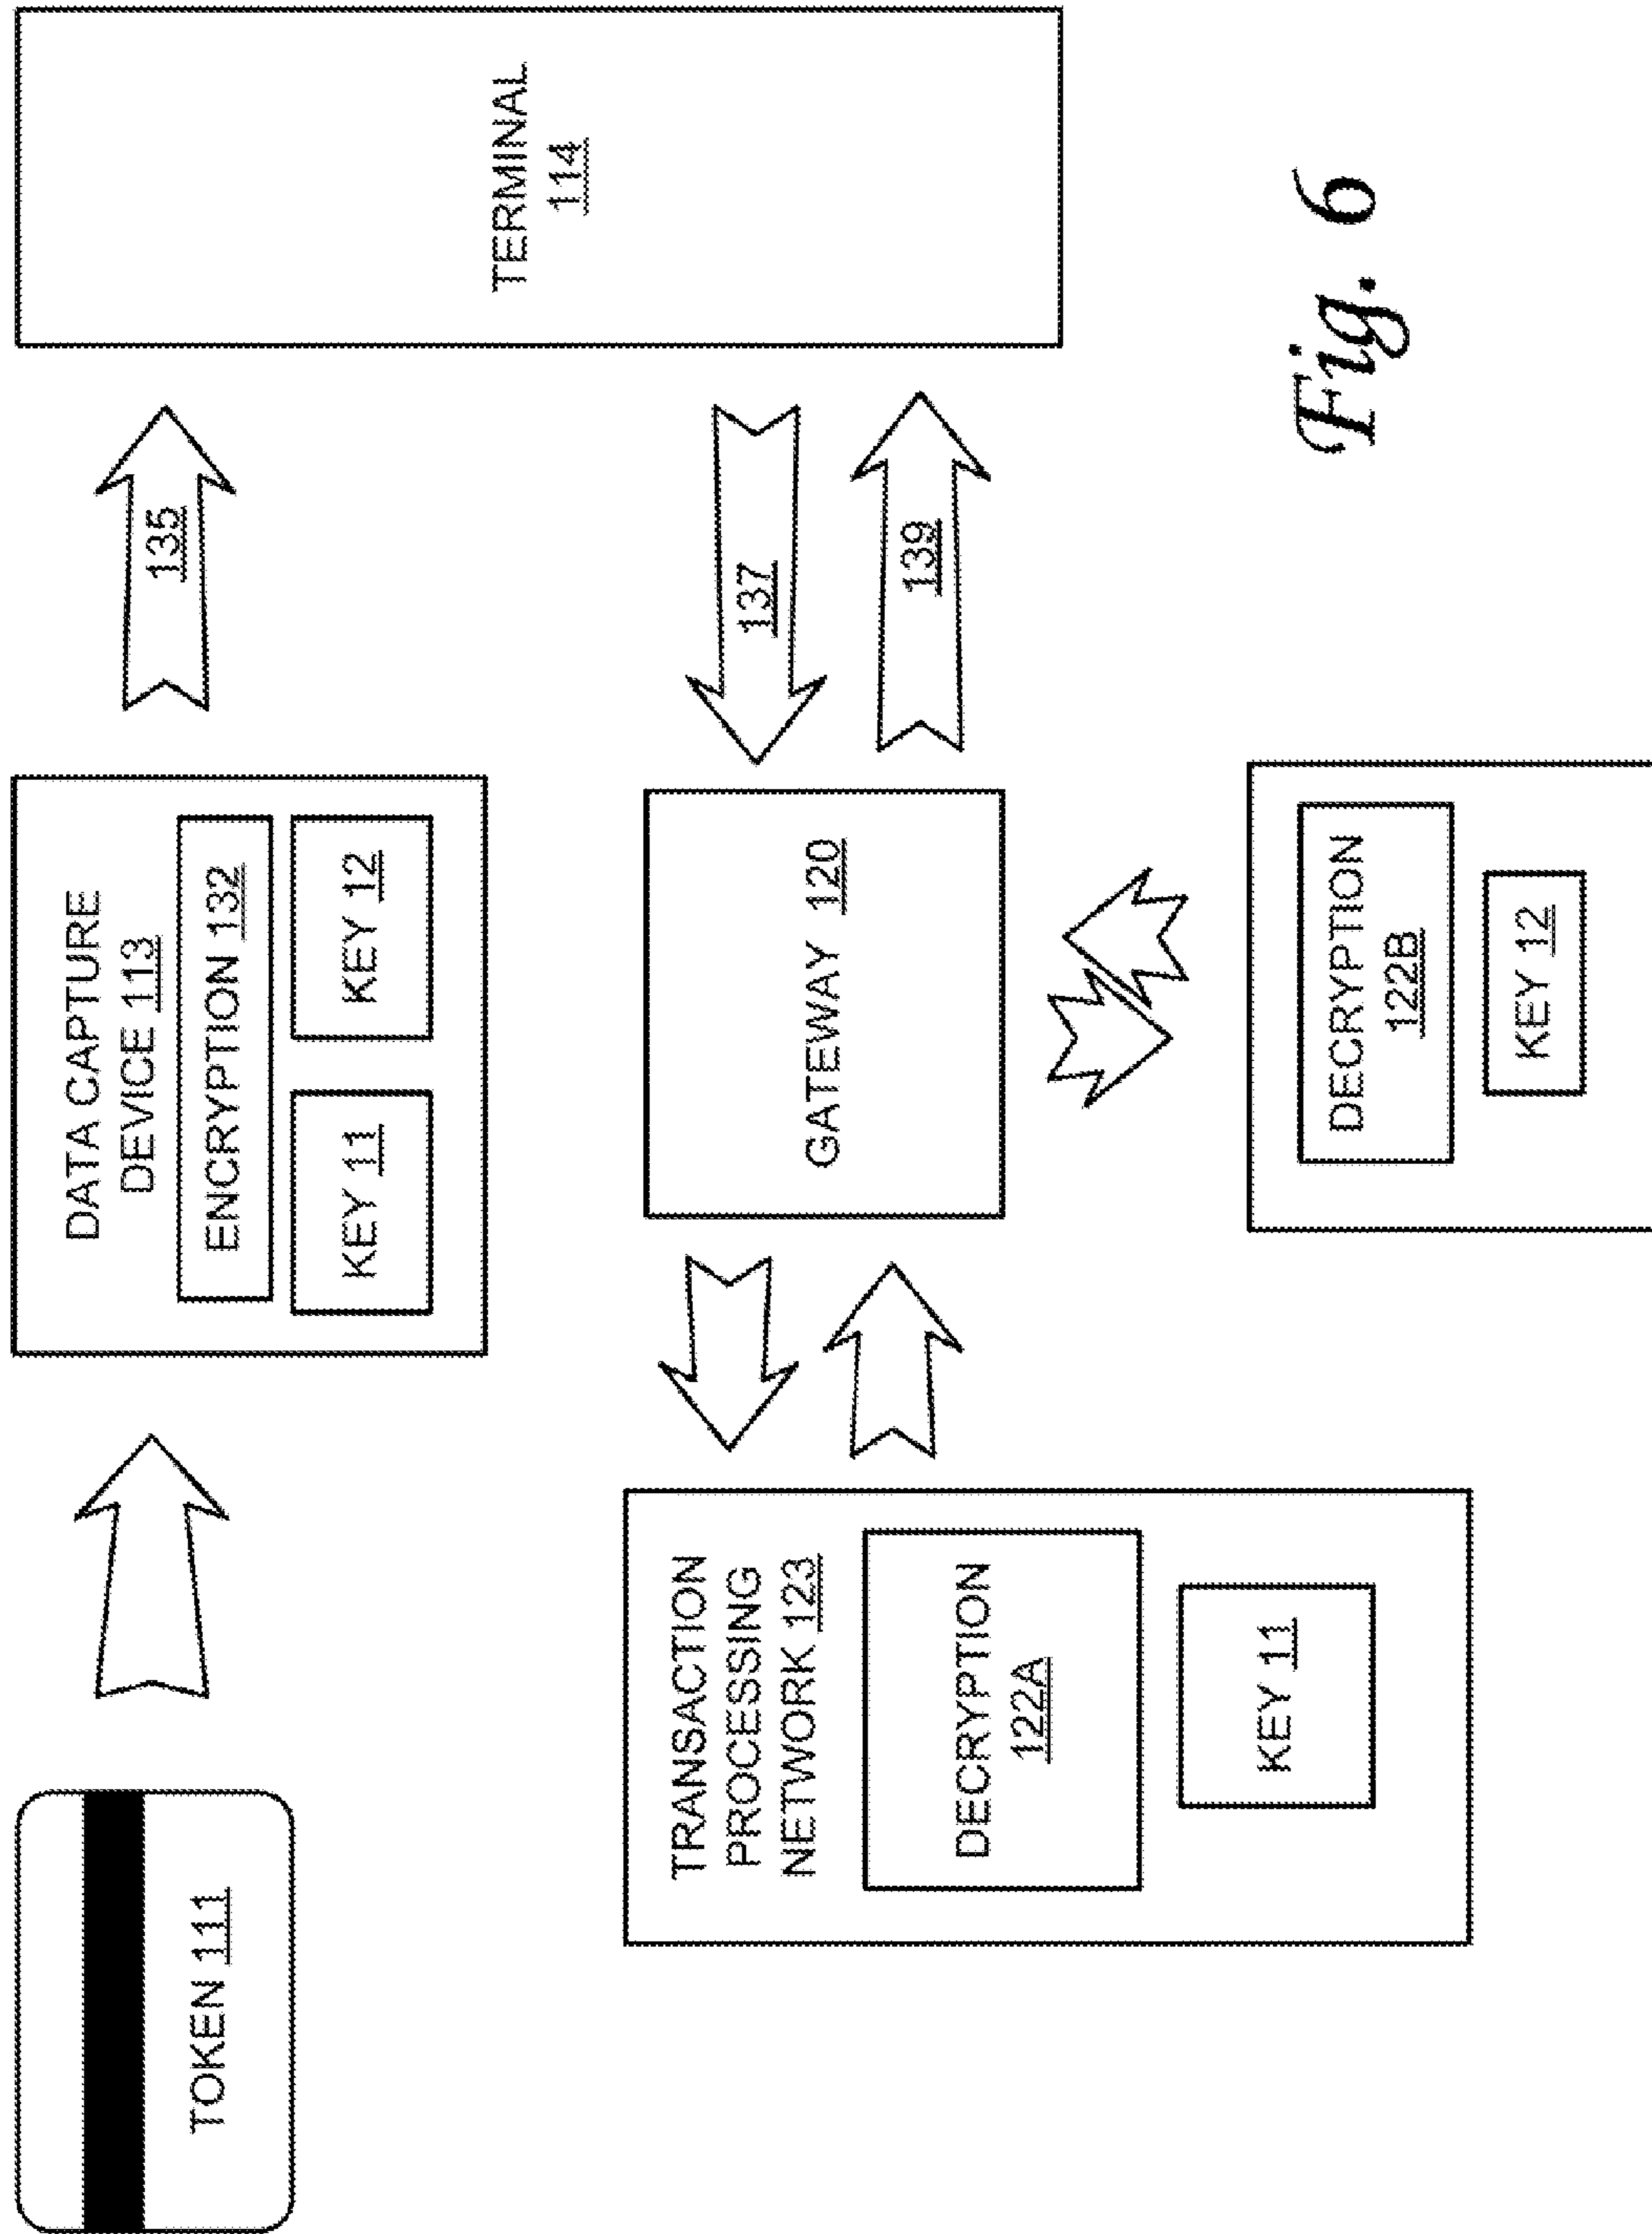 TOKEN 111
DATA CAPTURE
DEVICE 113
ENCRYPTION 132
KEY 11
KEY 12
135
TERMINAL
114
TRANSACTION
PROCESSING
NETWORK 123
DECRYPTION
122A
KEY 11
GATEWAY 120
137
139
DECRYPTION
122B
KEY 12
Fig. 6